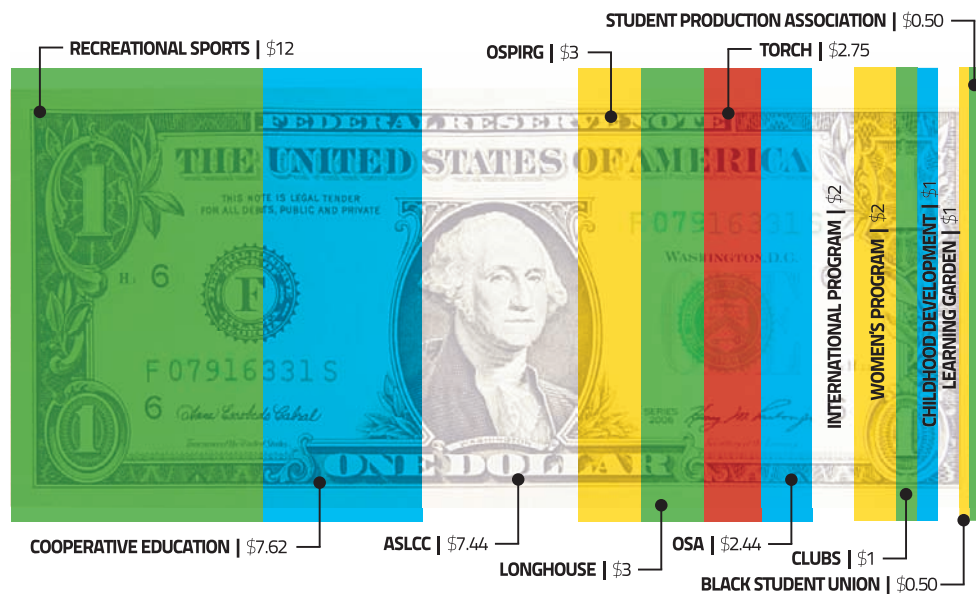 STUDENT PRODUCTION ASSOCIATION | $0.50
RECREATIONAL SPORTS | $12
OSPIRG | $3
TORCH | $2.75
FEDERAL RESERVE NOTE
THE UNITED STATES OF AMERICA
THIS NOTE IS LEGAL TENDER
FOR ALL DEBTS, PUBLIC AND PRIVATE
F 07916331 S
WASHINGTON, D.C.
1
H 6
F
F 07916331 S
6
1
SERIES
2006
WASHINGTON
ONE DOLLAR
INTERNATIONAL PROGRAM | $2
WOMEN'S PROGRAM | $2
CHILDHOOD DEVELOPMENT | $1
LEARNING GARDEN | $1
COOPERATIVE EDUCATION | $7.62
ASLCC | $7.44
LONGHOUSE | $3
OSA | $2.44
CLUBS | $1
BLACK STUDENT UNION | $0.50